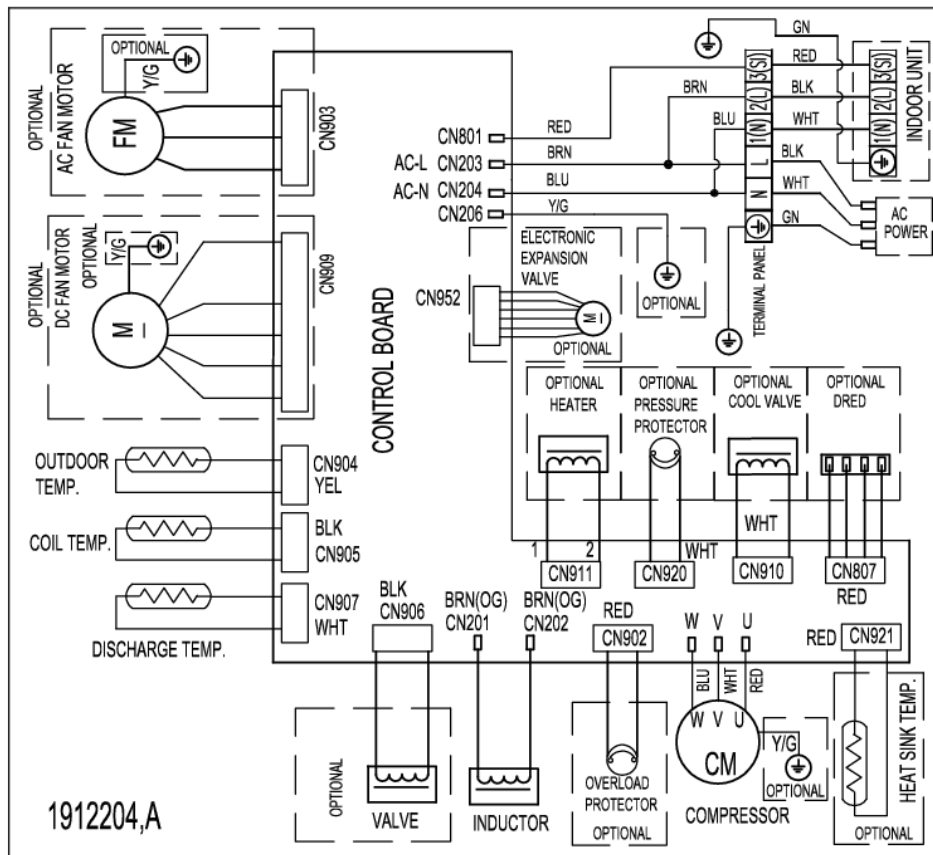 OPTIONAL
AC FAN MOTOR
OPTIONAL
Y/G
FM
CN903
OPTIONAL
DC FAN MOTOR
OPTIONAL
Y/G
M
CN909
CONTROL BOARD
CN801
RED
AC-L CN203
BRN
AC-N CN204
BLU
CN206
Y/G
BRN
BLU
GN
3(SI)
2(L)
1(N)
L
N
TERMINAL PANEL
RED
BLK
WHT
BLK
WHT
GN
3(SI)
2(L)
1(N)
INDOOR UNIT
AC
POWER
ELECTRONIC
EXPANSION
VALVE
CN952
M
OPTIONAL
OPTIONAL
OPTIONAL
HEATER
OPTIONAL
PRESSURE
PROTECTOR
OPTIONAL
COOL VALVE
OPTIONAL
DRED
1
2
CN911
WHT
CN920
WHT
CN910
CN807
RED
OUTDOOR
TEMP.
CN904
YEL
COIL TEMP.
BLK
CN905
DISCHARGE TEMP.
CN907
WHT
BLK
CN906
BRN(OG)
CN201
BRN(OG)
CN202
RED
CN902
W V U
BLU
WHT
RED
W V U
CM
COMPRESSOR
Y/G
OPTIONAL
RED
CN921
HEAT SINK TEMP.
OPTIONAL
OPTIONAL
VALVE
INDUCTOR
OVERLOAD
PROTECTOR
OPTIONAL
1912204,A